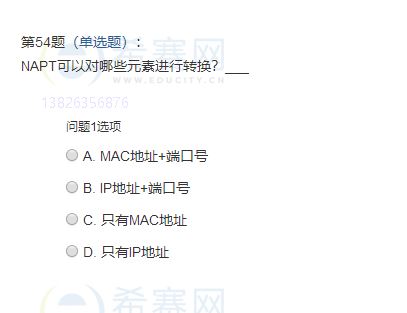 希赛网
WWW.EDUCITY.CN
第54题（单选题）：
NAPT可以对哪些元素进行转换？___
13826356876
问题1选项
A. MAC地址+端口号
B. IP地址+端口号
C. 只有MAC地址
D. 只有IP地址
希赛网